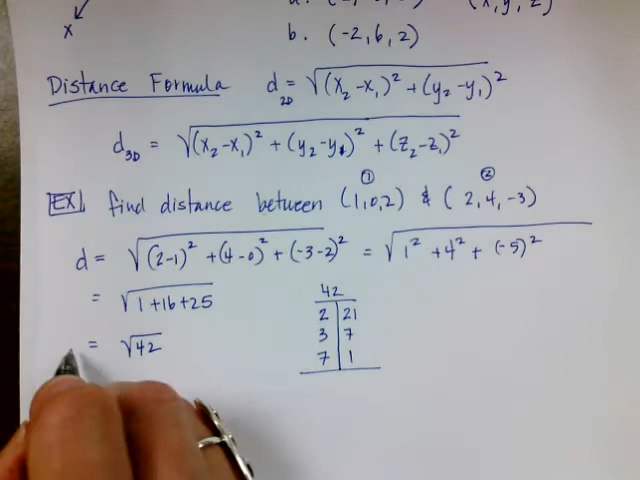 (x, y, z)
x
b. (-2, 6, 2)
Distance Formula d₂D = √(x₂-x₁)² + (y₂-y₁)²
d₃D = √(x₂-x₁)² + (y₂-y₁)² + (z₂-z₁)²
EX find distance between (1,0,2) & (2,4,-3)
① ②
d = √(2-1)² + (4-0)² + (-3-2)² = √1² + 4² + (-5)²
= √1+16+25
= √42
42
2 21
3 7
7 1